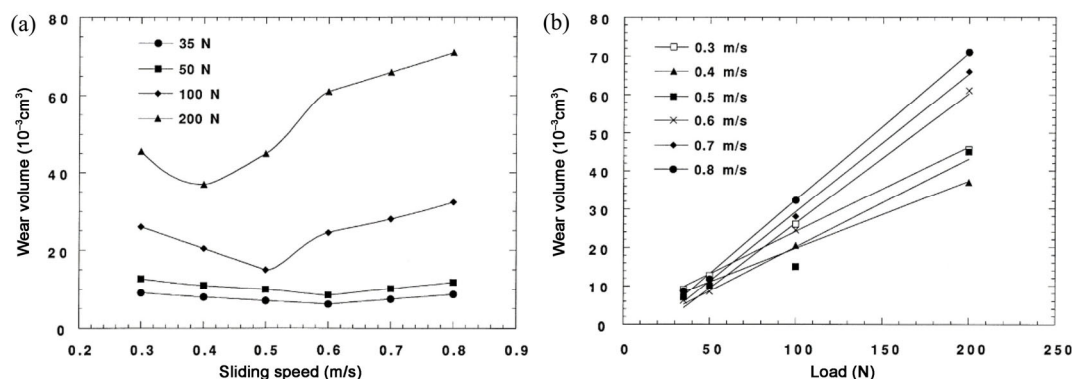 (a)
80
60
40
20
0
Wear volume (10⁻³cm³)
35 N
50 N
100 N
200 N
0.2 0.3 0.4 0.5 0.6 0.7 0.8 0.9
Sliding speed (m/s)
(b)
80
70
60
50
40
30
20
10
0
Wear volume (10⁻³cm³)
0.3 m/s
0.4 m/s
0.5 m/s
0.6 m/s
0.7 m/s
0.8 m/s
0 50 100 150 200 250
Load (N)